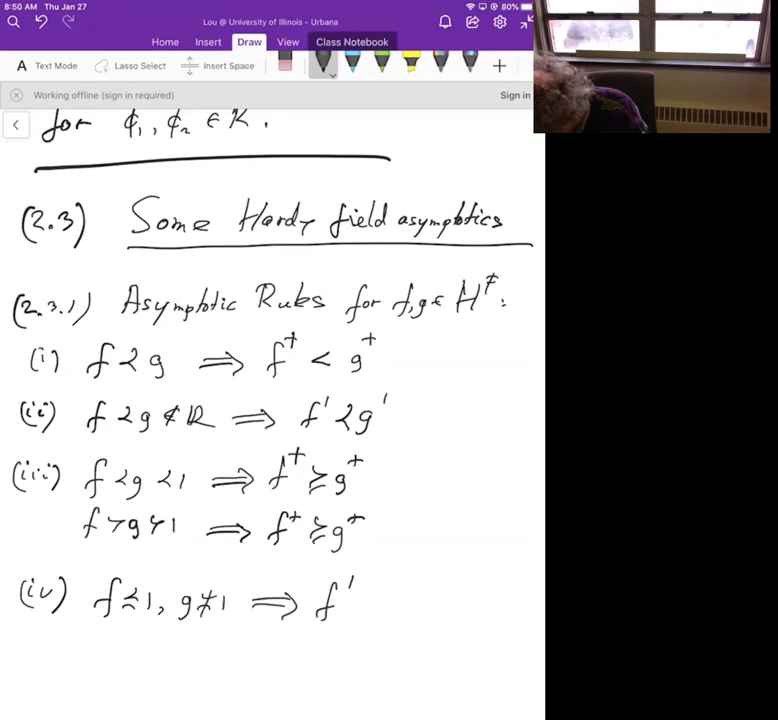 8:50 AM Thu Jan 27
80%
Lou @ University of Illinois - Urbana
Home Insert Draw View Class Notebook
A Text Mode Lasso Select Insert Space
Working offline (sign in required) Sign in
for ϕ₁, ϕ₂ ∈ K.
(2.3) Some Hardy field asymptotics
(2.3.1) Asymptotic Rules for f,g ∈ H^≠:
(i) f ≺ g ⟹ f^† < g^†
(ii) f ≺ g ∉ ℝ ⟹ f' ≺ g'
(iii) f ≺ g ≺ 1 ⟹ f^† ≽ g^†
f ≻ g ≻ 1 ⟹ f^† ≽ g^†
(iv) f ≼ 1, g ≭ 1 ⟹ f'